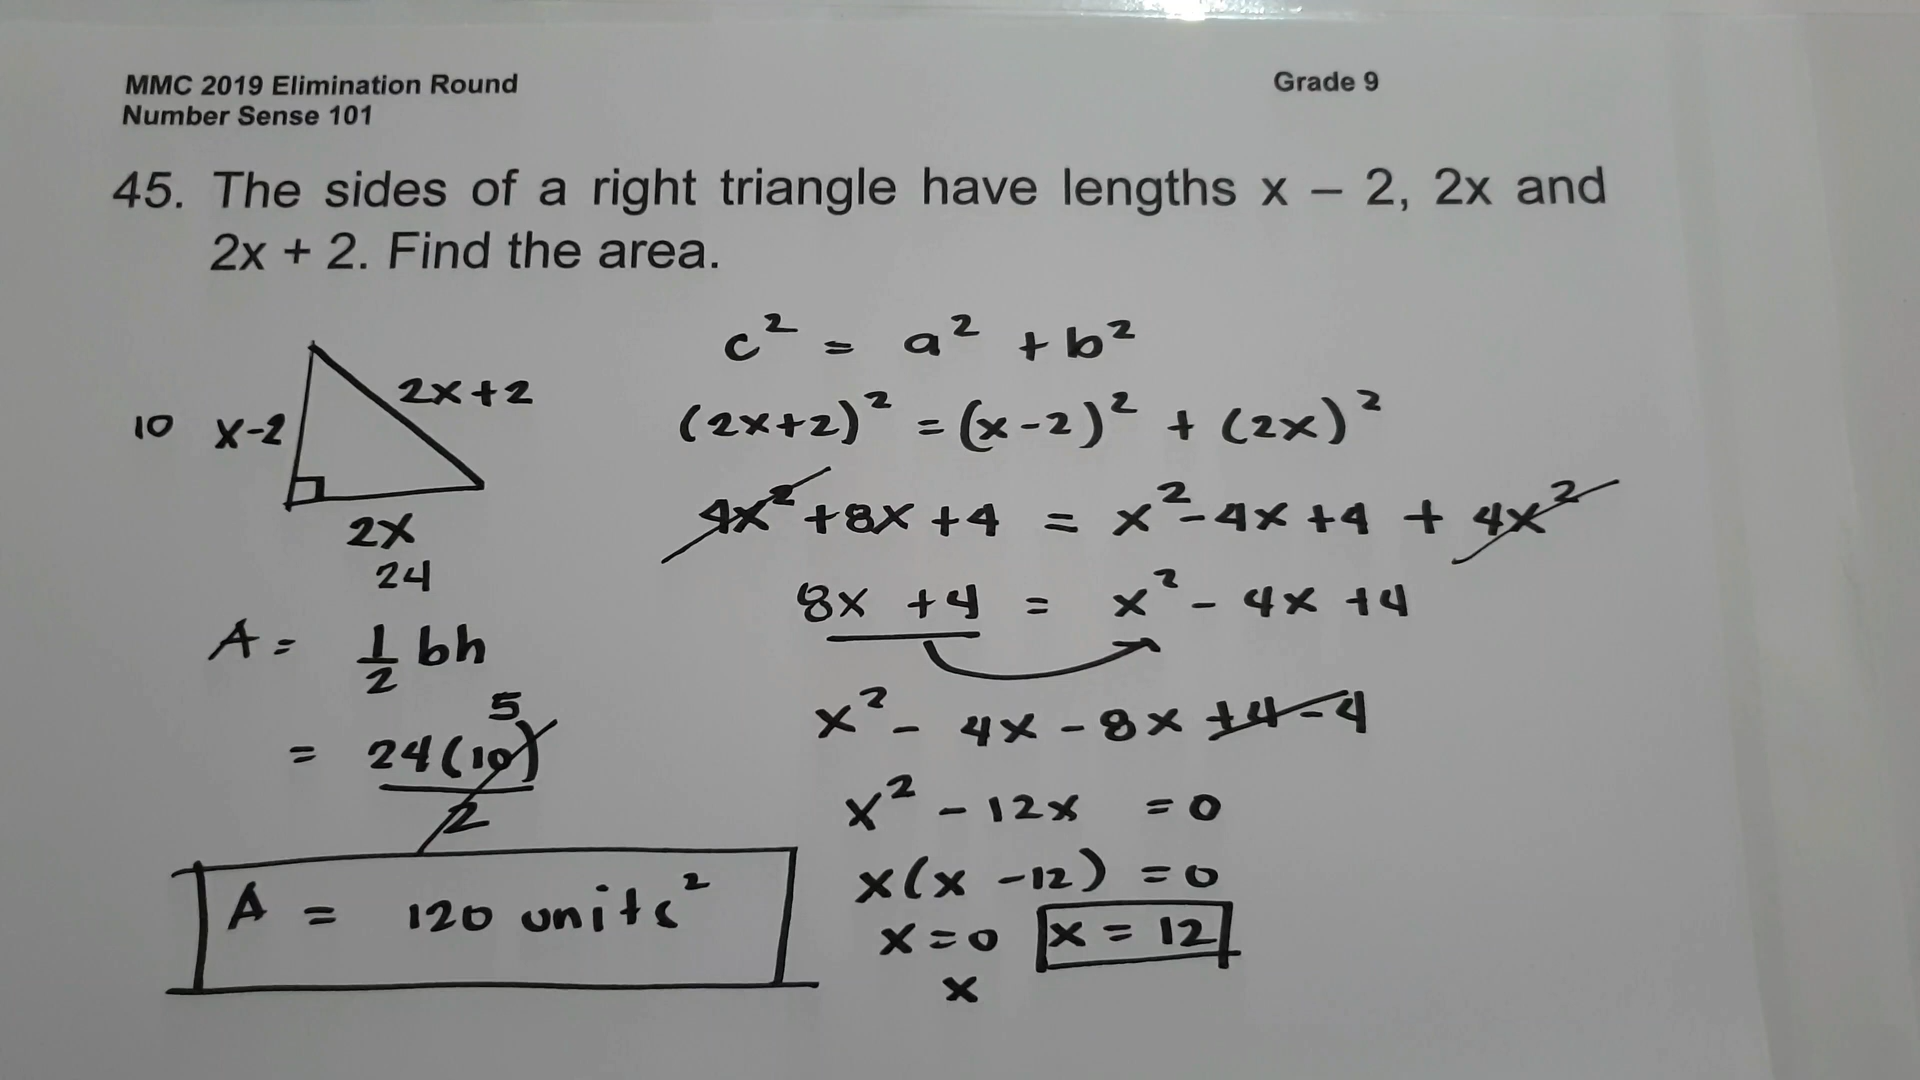 MMC 2019 Elimination Round
Number Sense 101
Grade 9
45. The sides of a right triangle have lengths x – 2, 2x and
2x + 2. Find the area.
10 x-2
2x+2
2x
24
A = 1/2 bh
5
= 24(10)/2
A = 120 units²
c² = a² + b²
(2x+2)² = (x-2)² + (2x)²
4x² + 8x + 4 = x² - 4x + 4 + 4x²
8x + 4 = x² - 4x + 4
x² - 4x - 8x + 4 - 4
x² - 12x = 0
x(x - 12) = 0
x = 0 x = 12
x